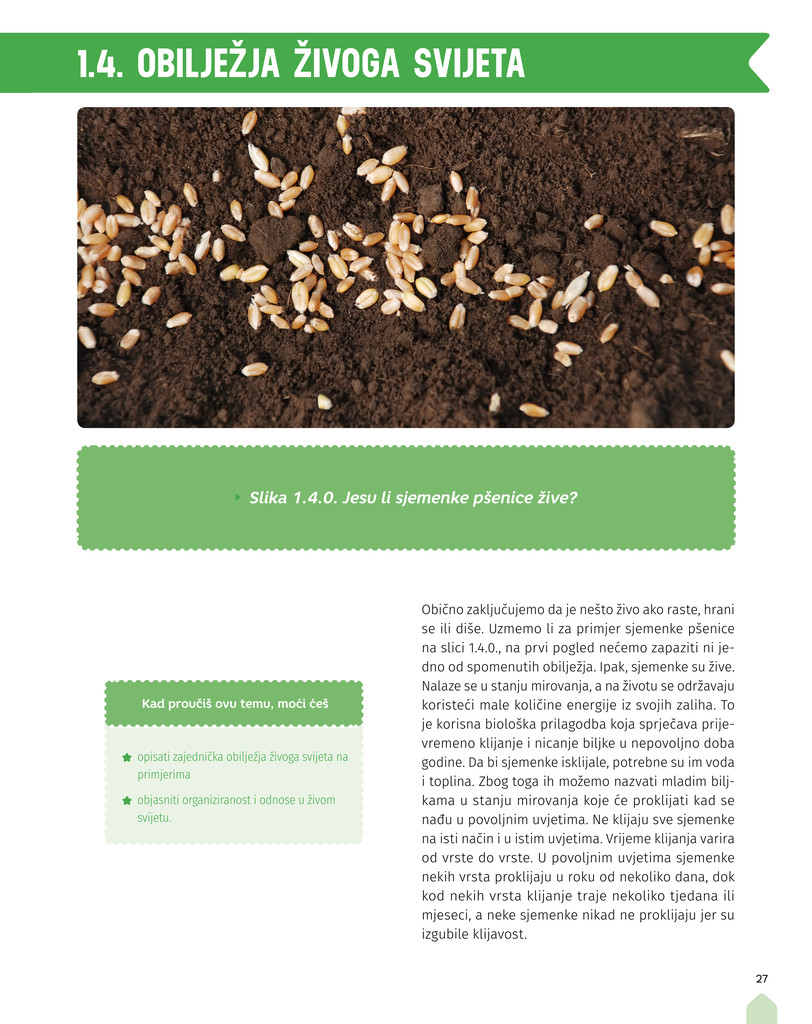 1.4. OBILJEŽJA ŽIVOGA SVIJETA
Slika 1.4.0. Jesu li sjemenke pšenice žive?
Kad proučiš ovu temu, moći ćeš
opisati zajednička obilježja živoga svijeta na
primjerima
objasniti organiziranost i odnose u živom
svijetu.
Obično zaključujemo da je nešto živo ako raste, hrani
se ili diše. Uzmemo li za primjer sjemenke pšenice
na slici 1.4.0., na prvi pogled nećemo zapaziti ni je-
dno od spomenutih obilježja. Ipak, sjemenke su žive.
Nalaze se u stanju mirovanja, a na životu se održavaju
koristeći male količine energije iz svojih zaliha. To
je korisna biološka prilagodba koja sprječava prije-
vremeno klijanje i nicanje biljke u nepovoljno doba
godine. Da bi sjemenke isklijale, potrebne su im voda
i toplina. Zbog toga ih možemo nazvati mladim bilj-
kama u stanju mirovanja koje će proklijati kad se
nađu u povoljnim uvjetima. Ne klijaju sve sjemenke
na isti način i u istim uvjetima. Vrijeme klijanja varira
od vrste do vrste. U povoljnim uvjetima sjemenke
nekih vrsta proklijaju u roku od nekoliko dana, dok
kod nekih vrsta klijanje traje nekoliko tjedana ili
mjeseci, a neke sjemenke nikad ne proklijaju jer su
izgubile klijavost.
27